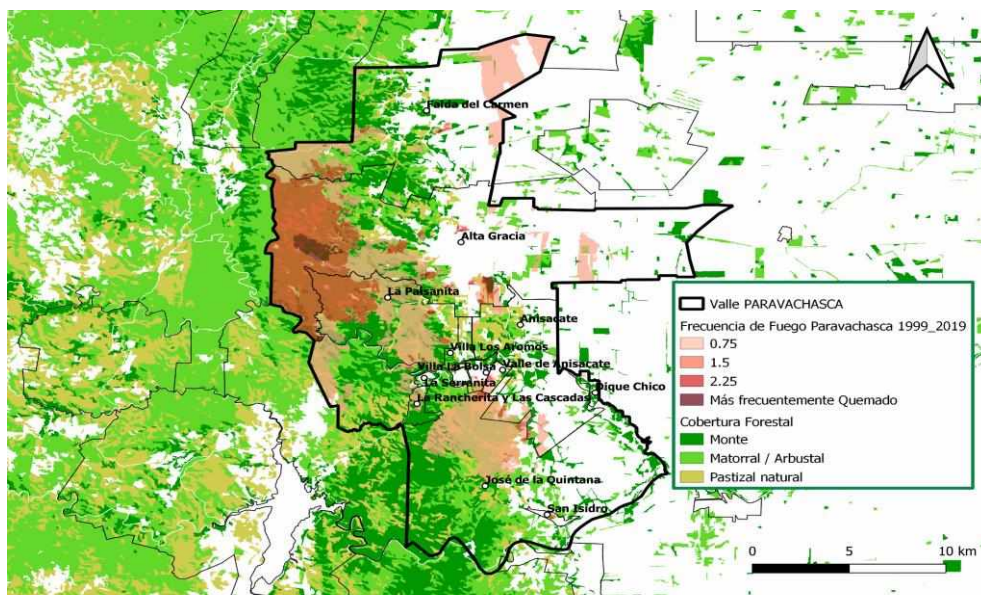 Falda del Carmen
Alta Gracia
La Paisanita
Anisacate
Villa Los Aromos
Villa La Bolsa
Valle de Anisacate
La Serranita
Dique Chico
La Rancherita y Las Cascadas
José de la Quintana
San Isidro
Valle PARAVACHASCA
Frecuencia de Fuego Paravachasca 1999_2019
0.75
1.5
2.25
Más frecuentemente Quemado
Cobertura Forestal
Monte
Matorral / Arbustal
Pastizal natural
0 5 10 km